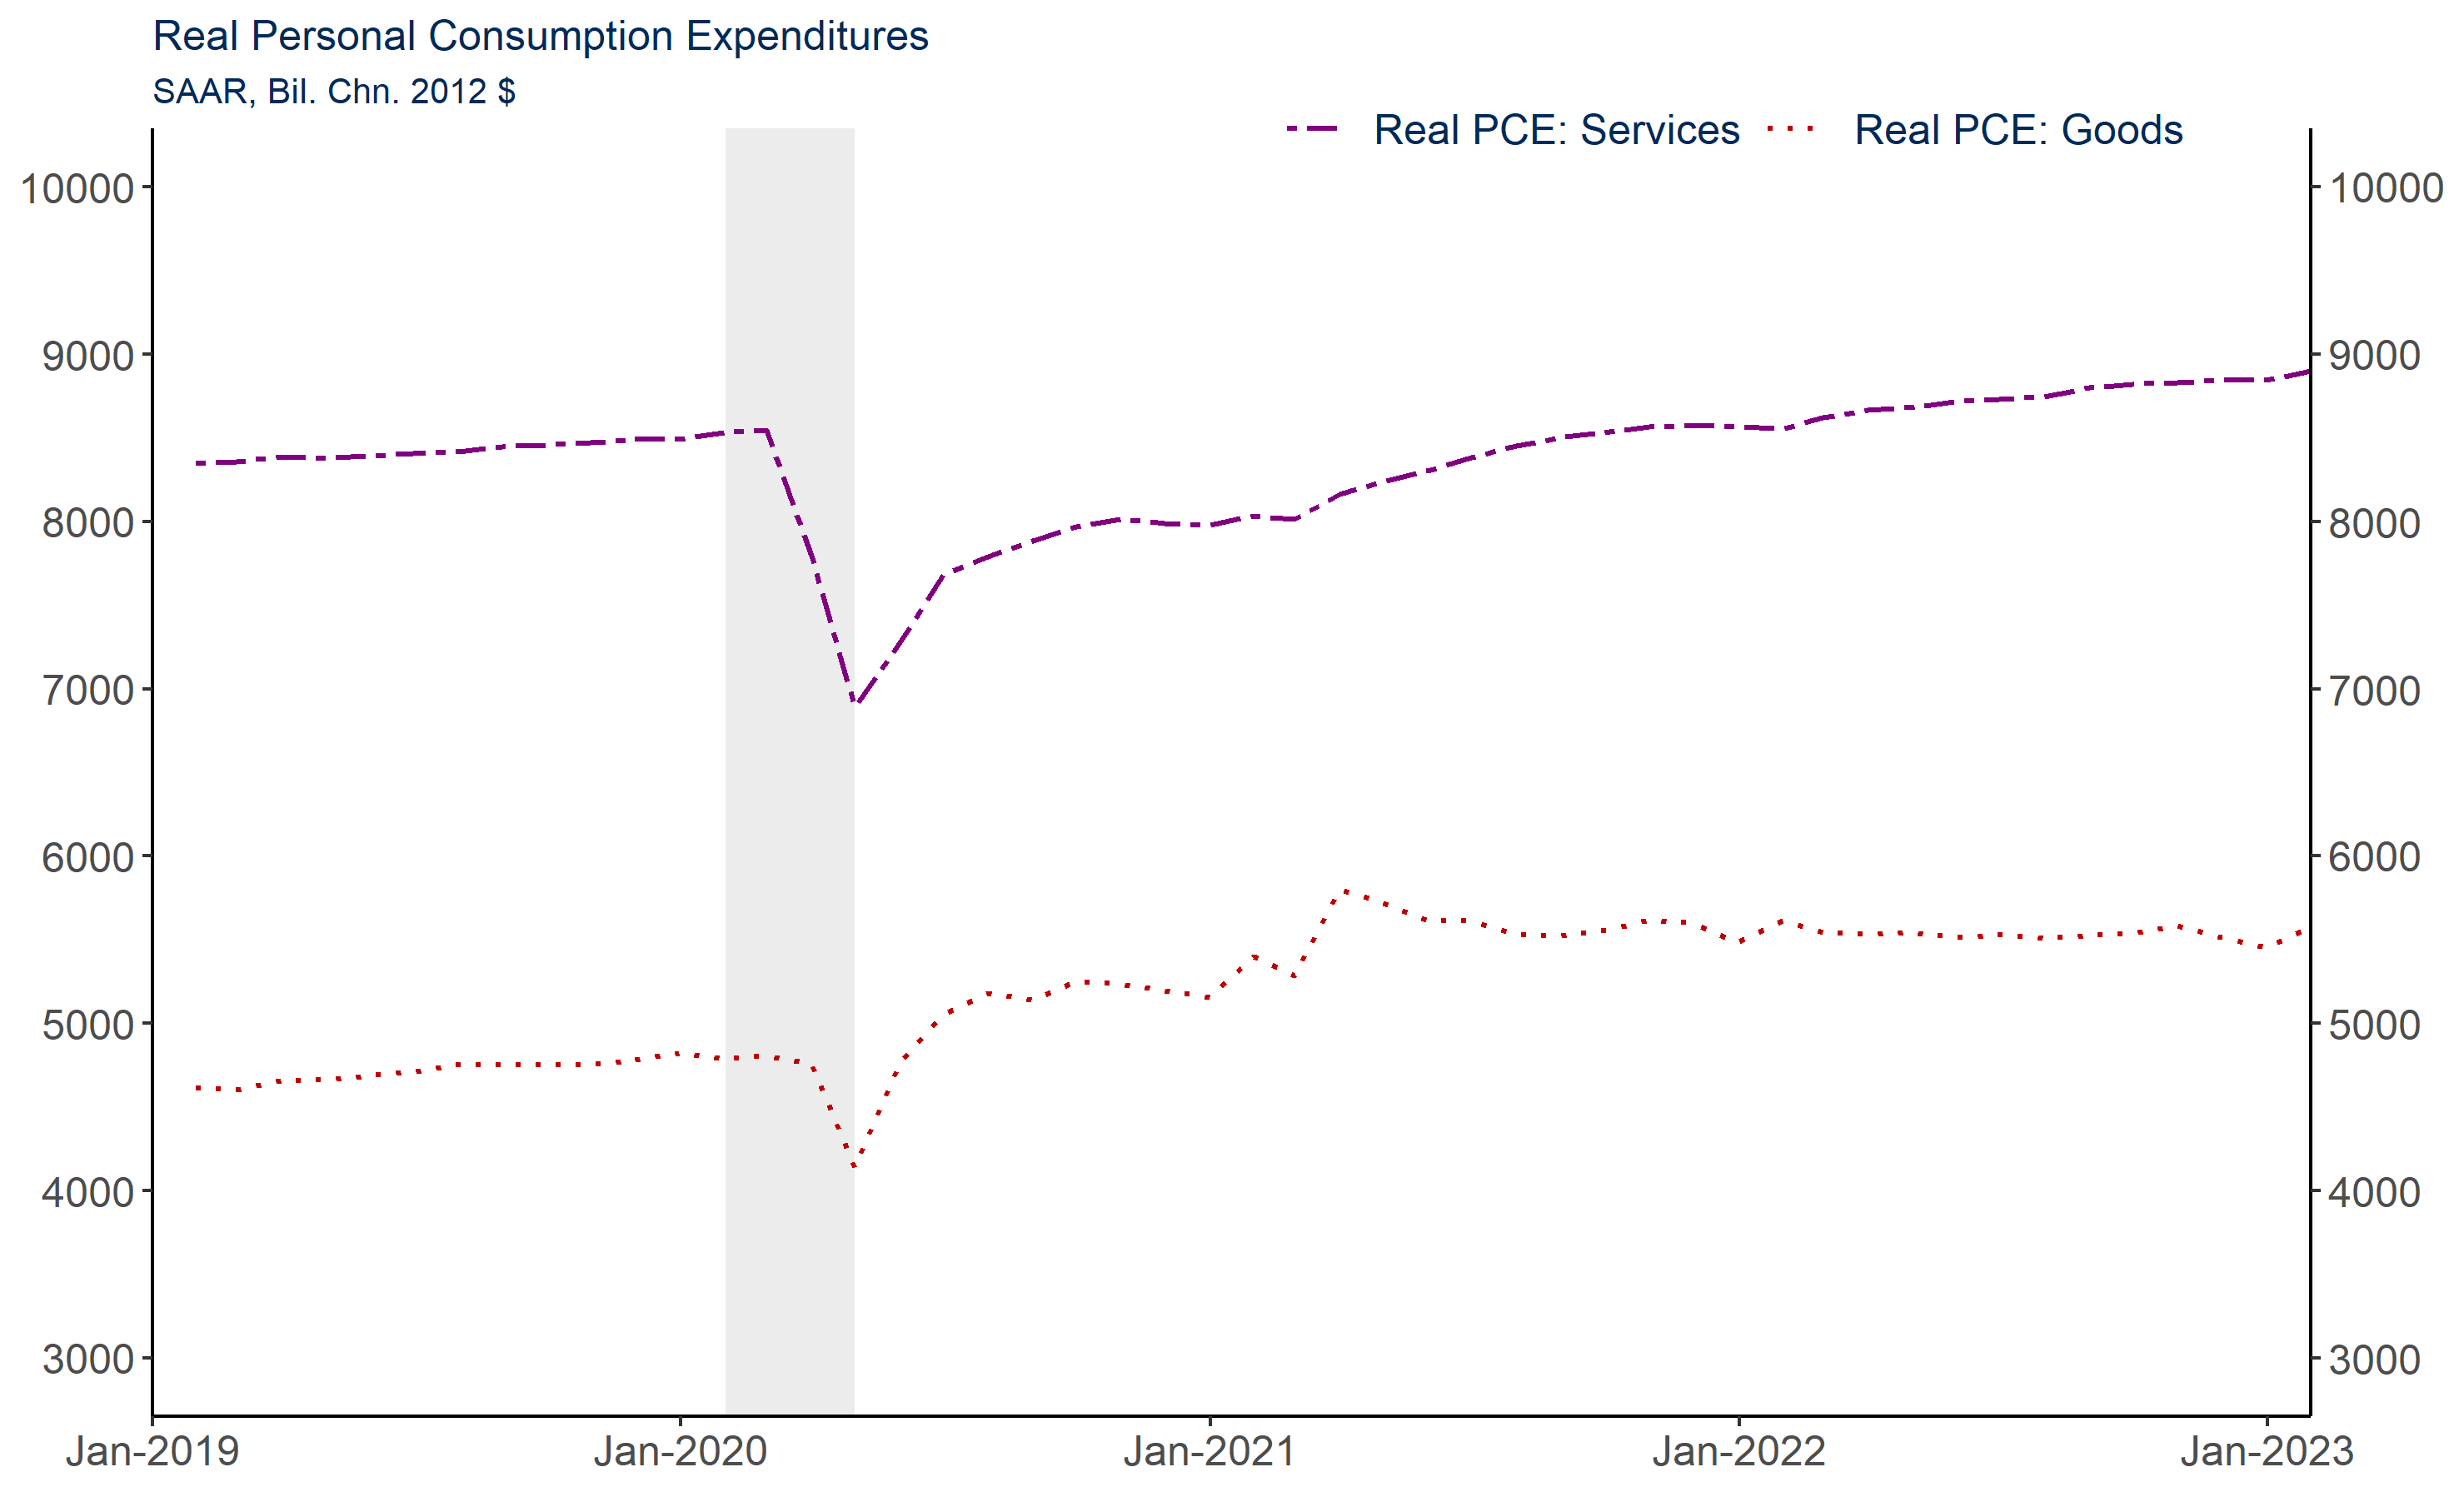 Real Personal Consumption Expenditures
SAAR, Bil. Chn. 2012 $
Real PCE: Services Real PCE: Goods
10000 10000
9000 9000
8000 8000
7000 7000
6000 6000
5000 5000
4000 4000
3000 3000
Jan-2019 Jan-2020 Jan-2021 Jan-2022 Jan-2023